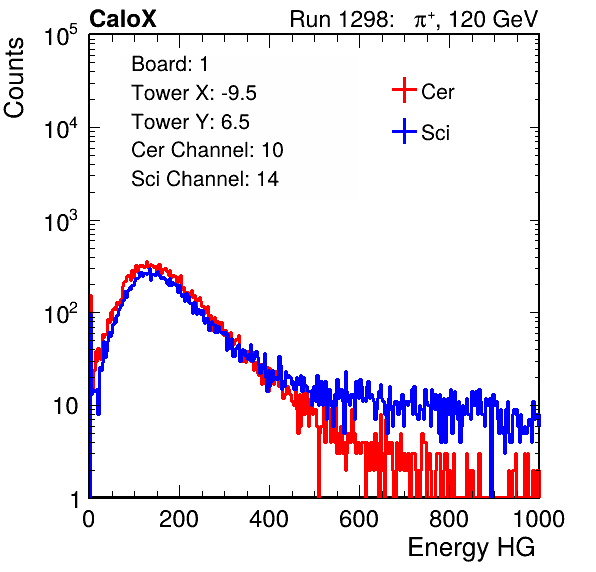 CaloX Run 1298: π⁺, 120 GeV
Board: 1
Tower X: -9.5
Tower Y: 6.5
Cer Channel: 10
Sci Channel: 14
Cer
Sci
Counts
10⁵
10⁴
10³
10²
10
1
0 200 400 600 800 1000
Energy HG